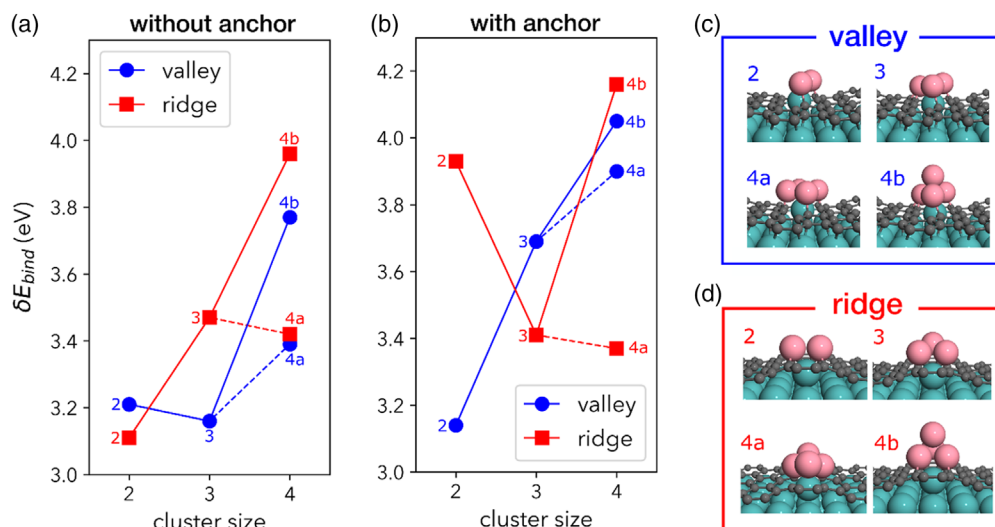 (a)
without anchor
δE_bind (eV)
4.2
4.0
3.8
3.6
3.4
3.2
3.0
valley
ridge
4b
4b
3
4a
4a
2
3
2
2
3
4
cluster size
(b)
with anchor
4.2
4.0
3.8
3.6
3.4
3.2
3.0
4b
4b
2
4a
3
3
4a
2
valley
ridge
2
3
4
cluster size
(c)
valley
2
3
4a
4b
(d)
ridge
2
3
4a
4b